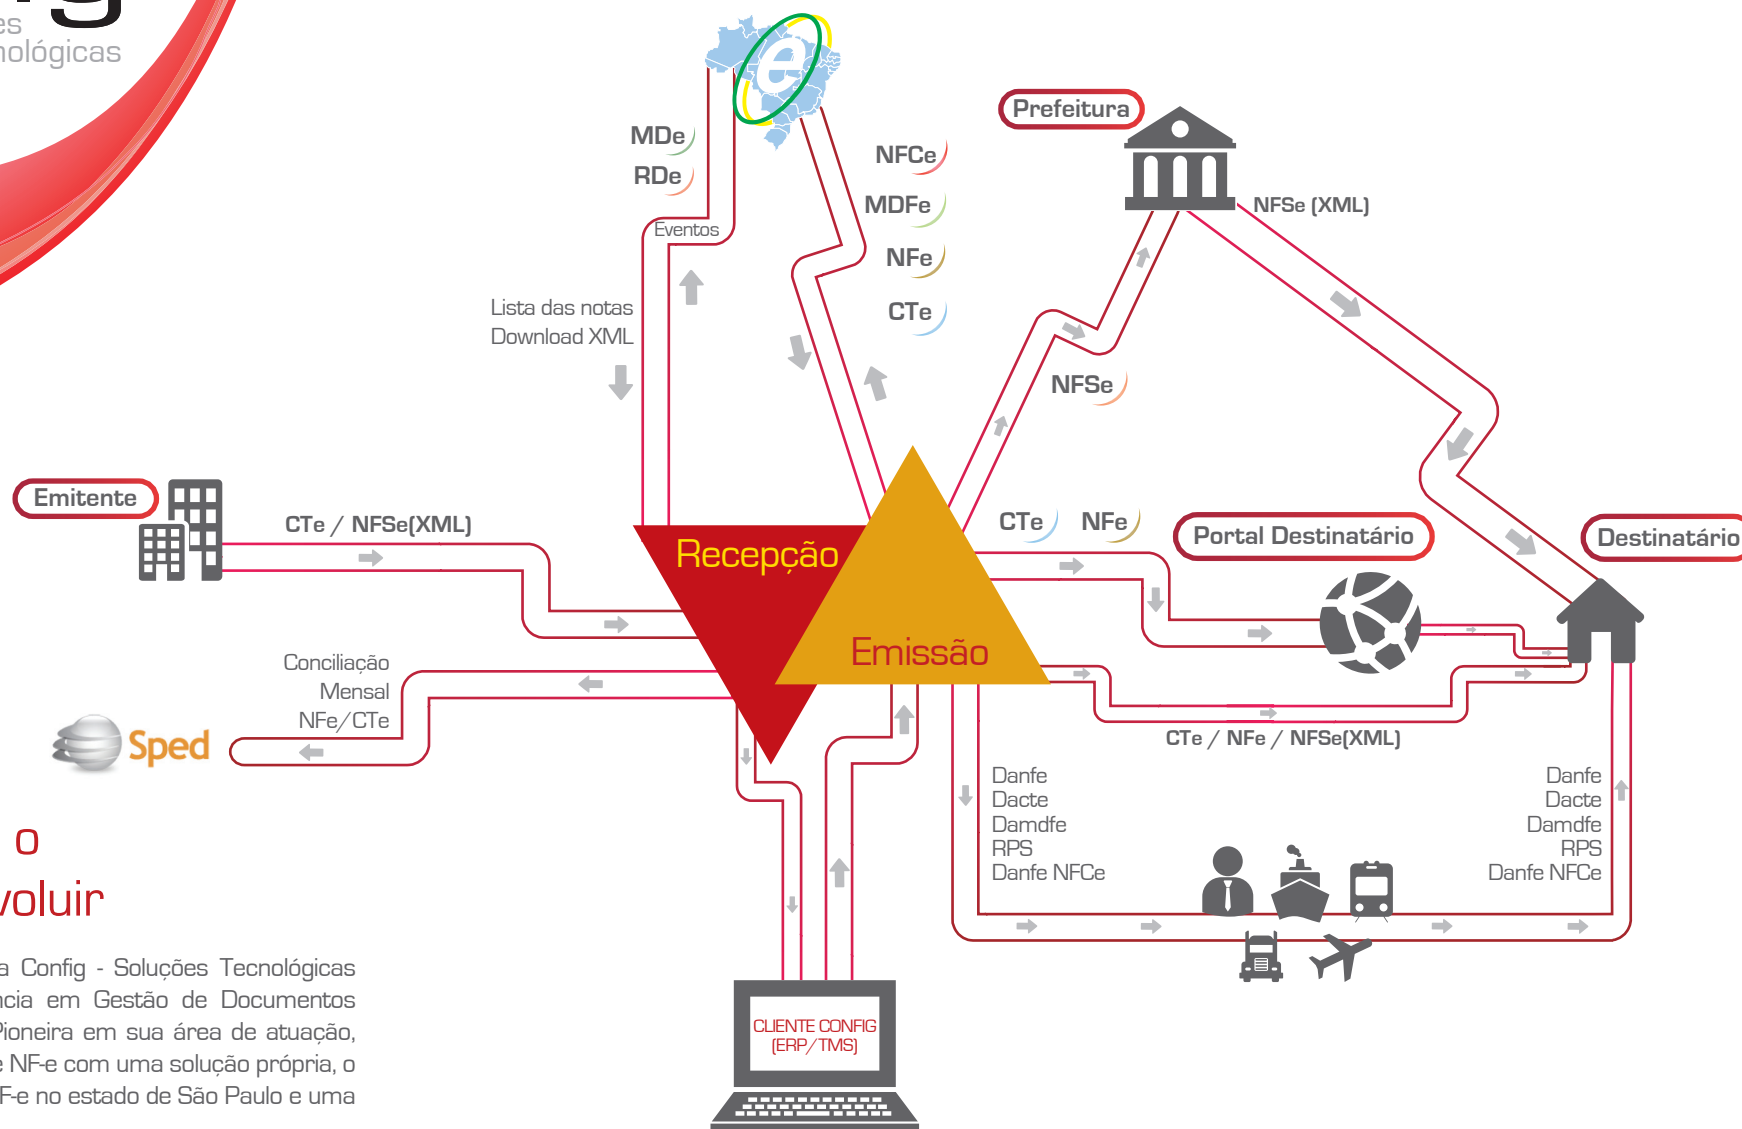 nológicas
MDe
RDe
Eventos
Lista das notas
Download XML
e
NFCe
MDFe
NFe
CTe
Prefeitura
NFSe (XML)
NFSe
Emitente
CTe / NFSe(XML)
Recepção
Emissão
CTe
NFe
Portal Destinatário
Destinatário
Conciliação
Mensal
NFe/CTe
Sped
CTe / NFe / NFSe(XML)
Danfe
Dacte
Damdfe
RPS
Danfe NFCe
Danfe
Dacte
Damdfe
RPS
Danfe NFCe
CLIENTE CONFIG
(ERP/TMS)
o
voluir
a Config - Soluções Tecnológicas
ncia em Gestão de Documentos
Pioneira em sua área de atuação,
e NF-e com uma solução própria, o
F-e no estado de São Paulo e uma